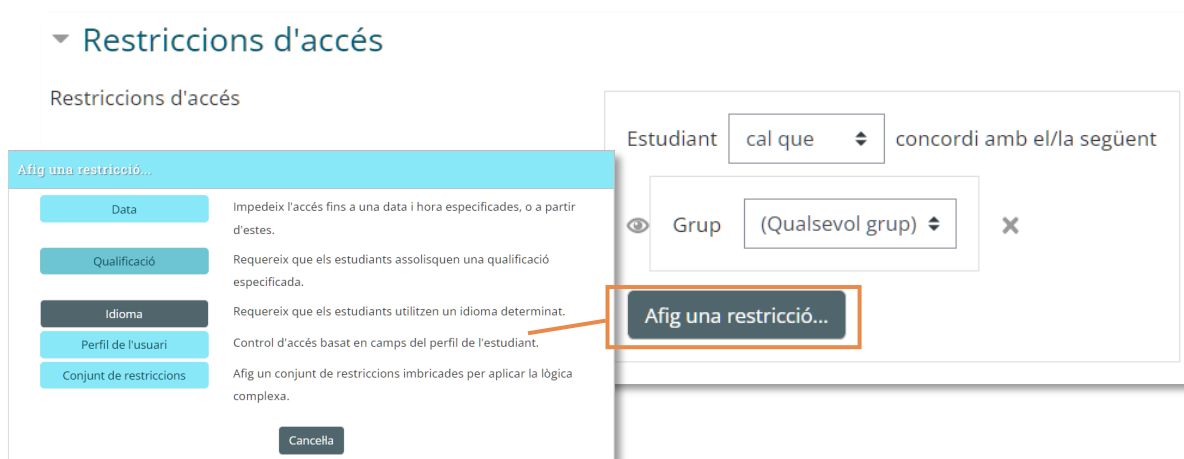 Restriccions d'accés
Restriccions d'accés
Estudiant cal que concordi amb el/la següent
Grup (Qualsevol grup)
Afig una restricció...
Afig una restricció...
Data Impedeix l'accés fins a una data i hora especificades, o a partir
d'estes.
Qualificació Requereix que els estudiants assolisquen una qualificació
especificada.
Idioma Requereix que els estudiants utilitzen un idioma determinat.
Perfil de l'usuari Control d'accés basat en camps del perfil de l'estudiant.
Conjunt de restriccions Afig un conjunt de restriccions imbricades per aplicar la lògica
complexa.
Canceŀla